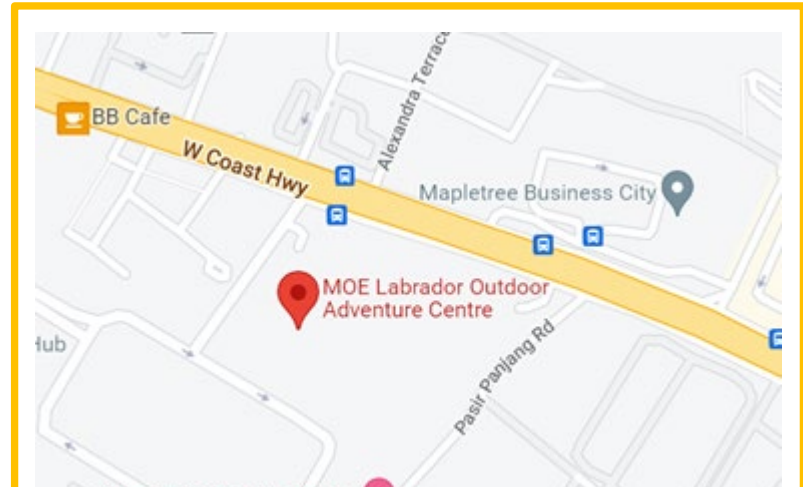 Alexandra Terrace
BB Cafe
W Coast Hwy
Mapletree Business City
MOE Labrador Outdoor
Adventure Centre
Hub
Pasir Panjang Rd